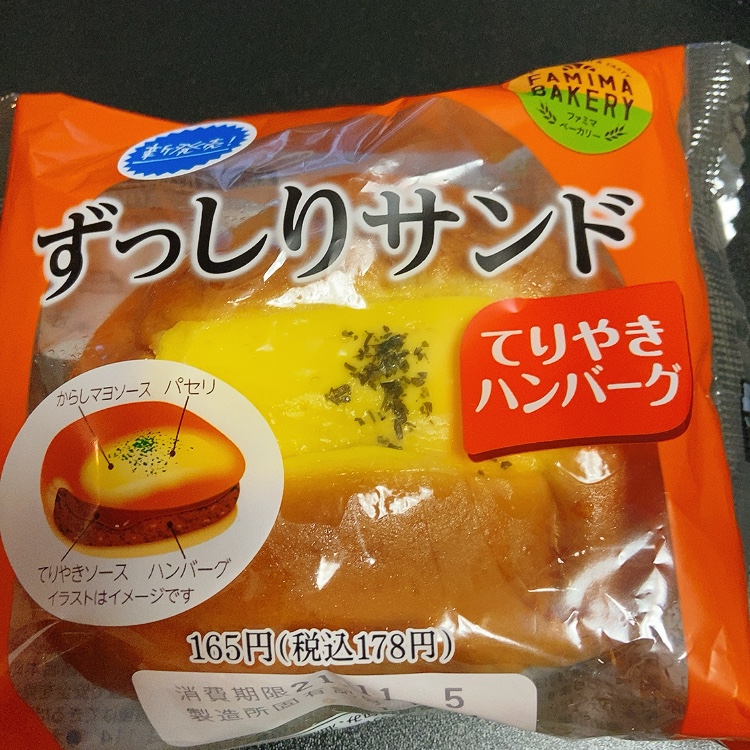 FAMIMA
BAKERY
ファミマ
ベーカリー
新発売!
ずっしりサンド
てりやき
ハンバーグ
からしマヨソース パセリ
てりやきソース ハンバーグ
イラストはイメージです
165円(税込178円)
消費期限 21 11 5
製造所固有記